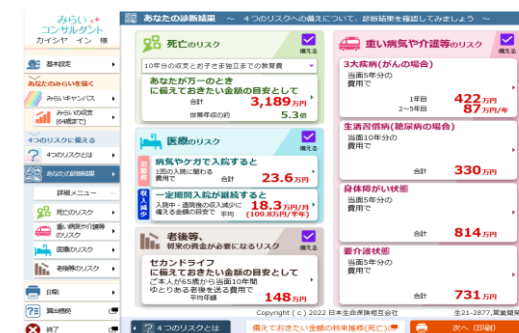 みらい
コンサルタント
カイシヤ イン 様
基本設定
あなたのみらいを描く
みらいキャンバス
みらいの収支
(64歳まで)
4つのリスクに備える
4つのリスクとは
あなたの診断結果
詳細メニュー
死亡のリスク
重い病気や介護等
のリスク
医療のリスク
老後等のリスク
印刷
算出根拠
終了
あなたの診断結果 ～ 4つのリスクへの備えについて、診断結果を確認してみましょう ～
死亡のリスク
備える
10年分の収支とお子さま独立までの教育費
あなたが万一のとき
に備えておきたい金額の目安として
合計 3,189万円
世帯年収の約 5.3倍
医療のリスク
備える
治療費
病気やケガで入院すると
1回の入院に関わる
費用で 合計 23.6万円
収入減少
一定期間入院が継続すると
入院中・退院後の収入減少に
備える金額の目安で 平均 18.3万円/月
(109.8万円/半年)
老後等、
将来の資金が必要になるリスク
備える
セカンドライフ
に備えておきたい金額の目安として
ご本人が65歳から当面10年間
ゆとりある老後を送る費用で
平均年額 148万円
重い病気や介護等のリスク
備える
3大疾病(がんの場合)
当面5年分の
費用で
1年目 422万円
2～5年目 87万円/年
生活習慣病(糖尿病の場合)
当面10年分の
費用で
合計 330万円
身体障がい状態
当面5年分の
費用で
合計 814万円
要介護状態
当面5年分の
費用で
合計 731万円
Copyright ( c ) 2022 日本生命保険相互会社
生21-2877,営業開発
4つのリスクとは
備えておきたい金額の将来推移(死亡)
次へ (印刷)